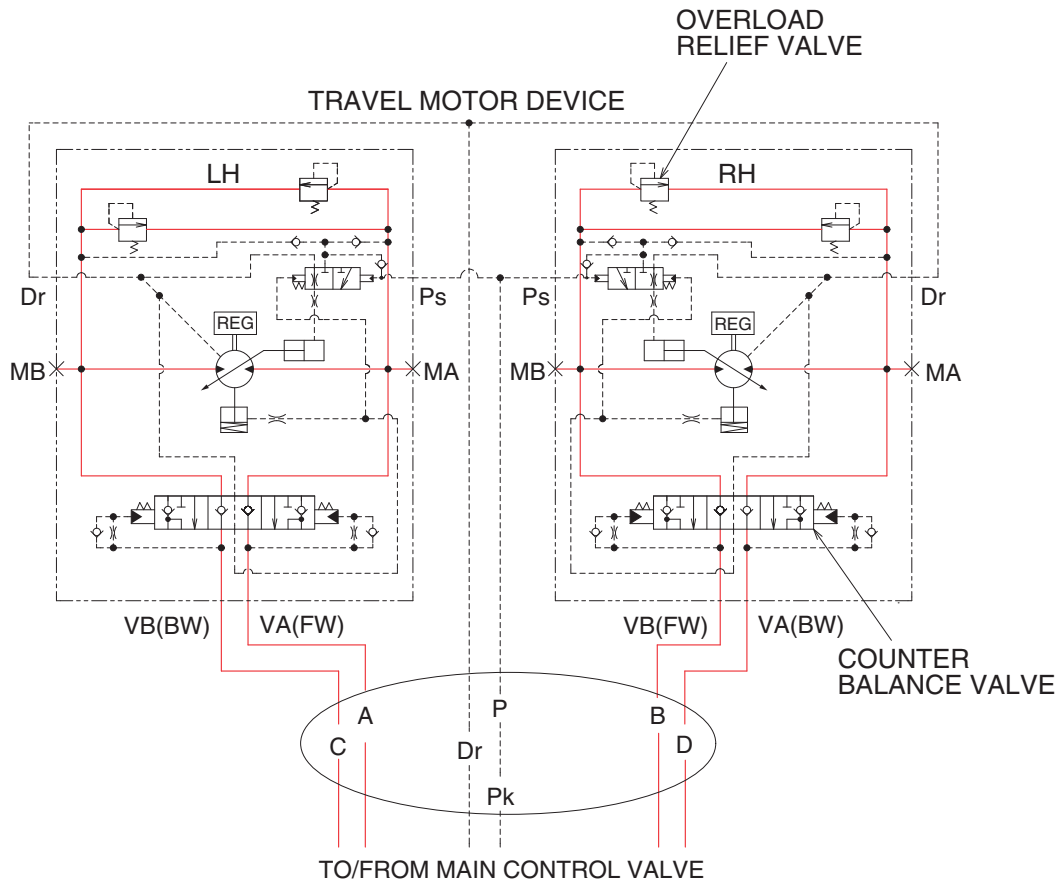 OVERLOAD
RELIEF VALVE
TRAVEL MOTOR DEVICE
LH
RH
Dr
Ps
Ps
Dr
REG
REG
MB
MA
MB
MA
VB(BW)
VA(FW)
VB(FW)
VA(BW)
COUNTER
BALANCE VALVE
A
P
B
C
Dr
D
Pk
TO/FROM MAIN CONTROL VALVE